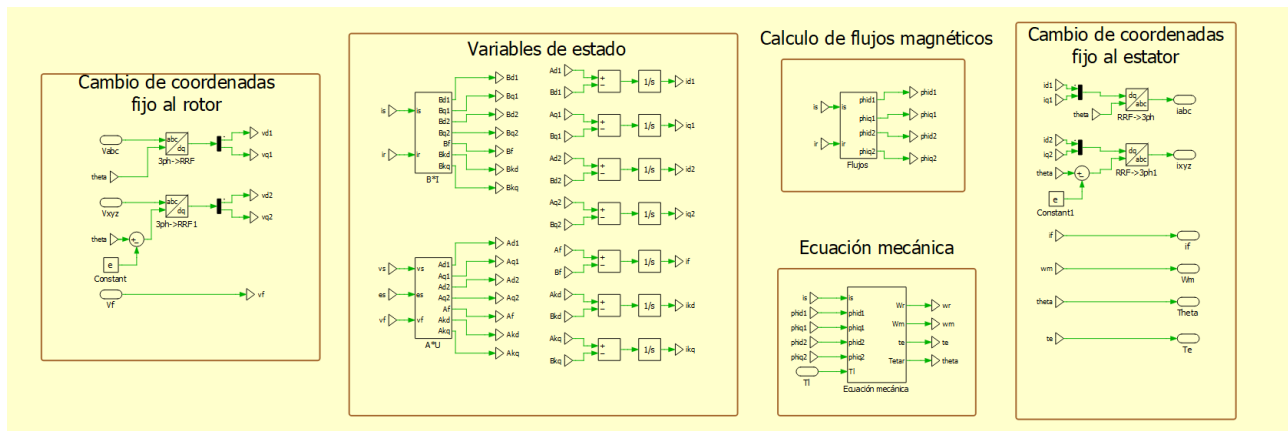 Cambio de coordenadas
fijo al rotor
Vabc
theta
abc
dq
3ph->RRF
vd1
vq1
Vxyz
theta
+
-
e
Constant
abc
dq
3ph->RRF1
vd2
vq2
Vf
vf
Variables de estado
is
ir
is
ir
Bd1
Bq1
Bd2
Bq2
Bf
Bkd
Bkq
B*I
Bd1
Bq1
Bd2
Bq2
Bf
Bkd
Bkq
vs
es
vf
vs
es
vf
Ad1
Aq1
Ad2
Aq2
Af
Akd
Akq
A*U
Ad1
Aq1
Ad2
Aq2
Af
Akd
Akq
Ad1
Bd1
+
-
1/s
id1
Aq1
Bq1
+
-
1/s
iq1
Ad2
Bd2
+
-
1/s
id2
Aq2
Bq2
+
-
1/s
iq2
Af
Bf
+
-
1/s
if
Akd
Bkd
+
-
1/s
ikd
Akq
Bkq
+
-
1/s
ikq
Calculo de flujos magnéticos
is
ir
is
ir
phid1
phiq1
phid2
phiq2
Flujos
phid1
phiq1
phid2
phiq2
Ecuación mecánica
is
phid1
phiq1
phid2
phiq2
Tl
is
phid1
phiq1
phid2
phiq2
Tl
Wr
Wm
te
Tetar
Ecuación mecánica
wr
wm
te
theta
Cambio de coordenadas
fijo al estator
id1
iq1
theta
dq
abc
RRF->3ph
iabc
id2
iq2
theta
+
-
e
Constant1
dq
abc
RRF->3ph1
ixyz
if
if
wm
Wm
theta
Theta
te
Te